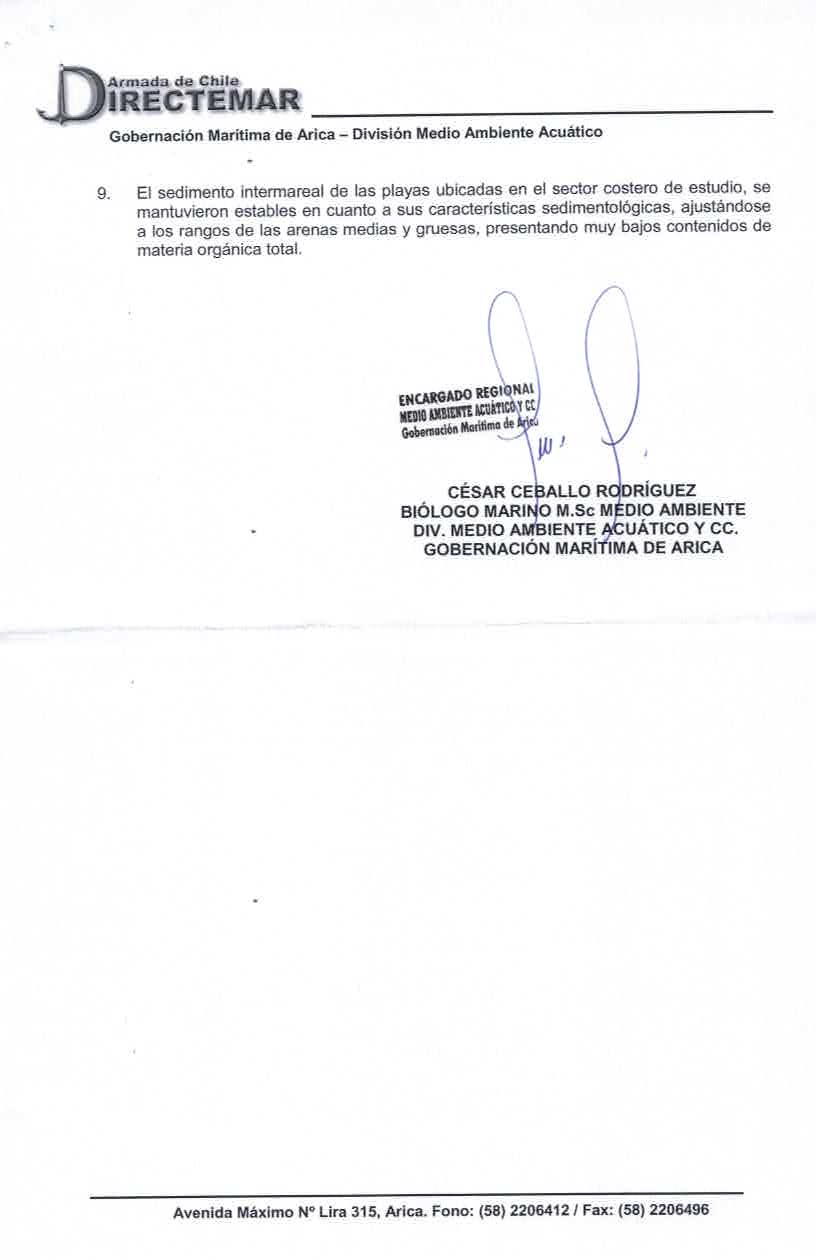 Armada de Chile
DIRECTEMAR
Gobernación Marítima de Arica – División Medio Ambiente Acuático
9. El sedimento intermareal de las playas ubicadas en el sector costero de estudio, se
mantuvieron estables en cuanto a sus características sedimentológicas, ajustándose
a los rangos de las arenas medias y gruesas, presentando muy bajos contenidos de
materia orgánica total.
ENCARGADO REGIONAL
MEDIO AMBIENTE ACUÁTICO Y CC
Gobernación Marítima de Arica
CÉSAR CEBALLO RODRÍGUEZ
BIÓLOGO MARINO M.Sc MEDIO AMBIENTE
DIV. MEDIO AMBIENTE ACUÁTICO Y CC.
GOBERNACIÓN MARÍTIMA DE ARICA
Avenida Máximo Nº Lira 315, Arica. Fono: (58) 2206412 / Fax: (58) 2206496